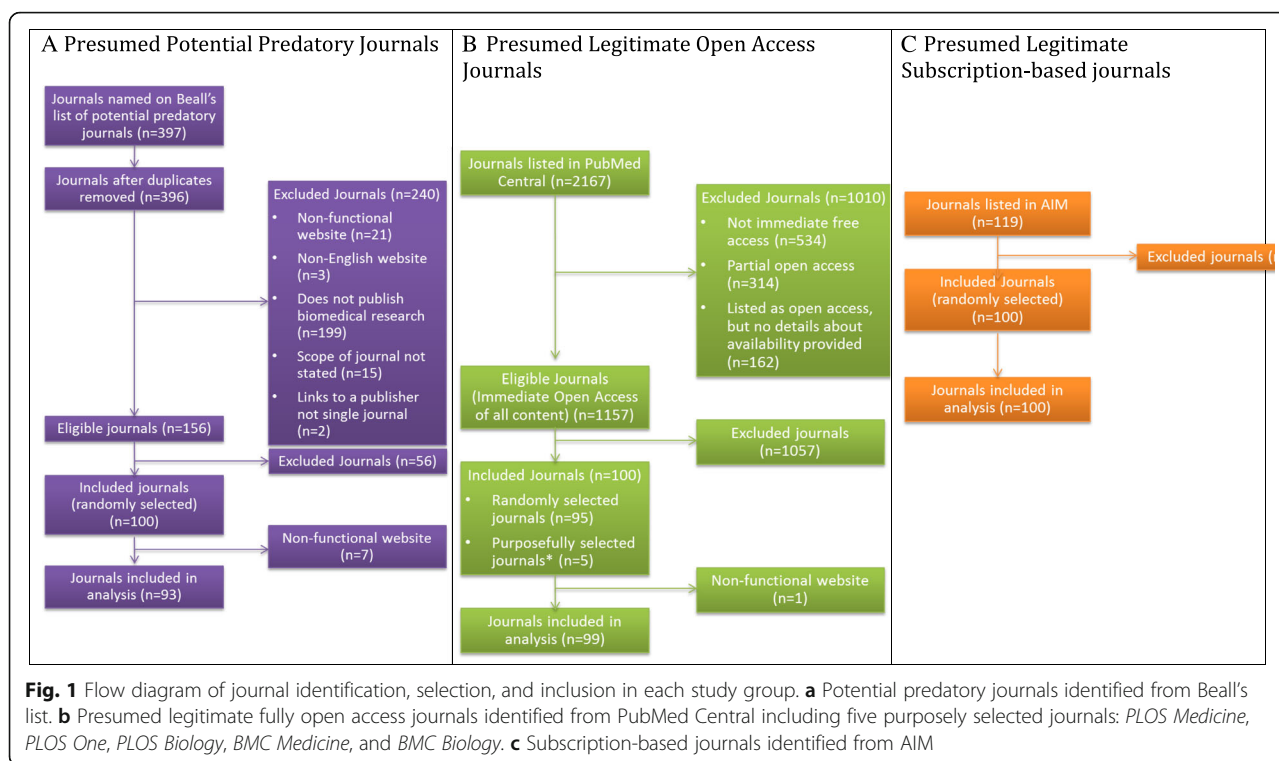 A Presumed Potential Predatory Journals
Journals named on Beall's
list of potential predatory
journals (n=397)
Journals after duplicates
removed (n=396)
Excluded Journals (n=240)
• Non-functional
website (n=21)
• Non-English website
(n=3)
• Does not publish
biomedical research
(n=199)
• Scope of journal not
stated (n=15)
• Links to a publisher
not single journal
(n=2)
Eligible journals (n=156)
Excluded Journals (n=56)
Included journals
(randomly selected)
(n=100)
Non-functional website
(n=7)
Journals included in
analysis (n=93)
B Presumed Legitimate Open Access
Journals
Journals listed in PubMed
Central (n=2167)
Excluded Journals (n=1010)
• Not immediate free
access (n=534)
• Partial open access
(n=314)
• Listed as open access,
but no details about
availability provided
(n=162)
Eligible Journals
(Immediate Open Access
of all content) (n=1157)
Excluded journals
(n=1057)
Included Journals (n=100)
• Randomly selected
journals (n=95)
• Purposefully selected
journals* (n=5)
Non-functional website
(n=1)
Journals included in
analysis (n=99)
C Presumed Legitimate
Subscription-based journals
Journals listed in AIM
(n=119)
Excluded journals (
Included Journals
(randomly selected)
(n=100)
Journals included in
analysis (n=100)
Fig. 1 Flow diagram of journal identification, selection, and inclusion in each study group. a Potential predatory journals identified from Beall's
list. b Presumed legitimate fully open access journals identified from PubMed Central including five purposely selected journals: PLOS Medicine,
PLOS One, PLOS Biology, BMC Medicine, and BMC Biology. c Subscription-based journals identified from AIM